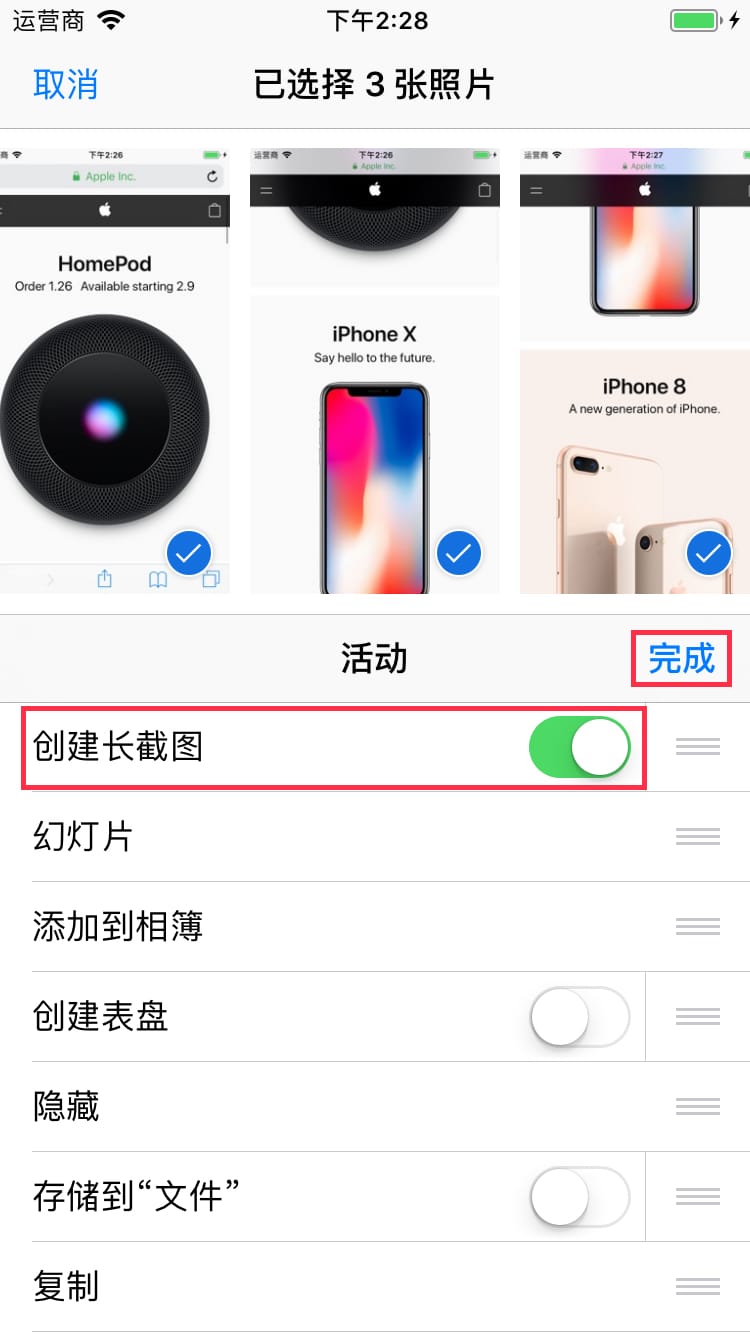 运营商 下午2:28
取消 已选择 3 张照片
商 下午2:26
Apple Inc.
HomePod
Order 1.26 Available starting 2.9
运营商 下午2:26
Apple Inc.
iPhone X
Say hello to the future.
运营商 下午2:27
Apple Inc.
iPhone 8
A new generation of iPhone.
活动 完成
创建长截图
幻灯片
添加到相簿
创建表盘
隐藏
存储到“文件”
复制